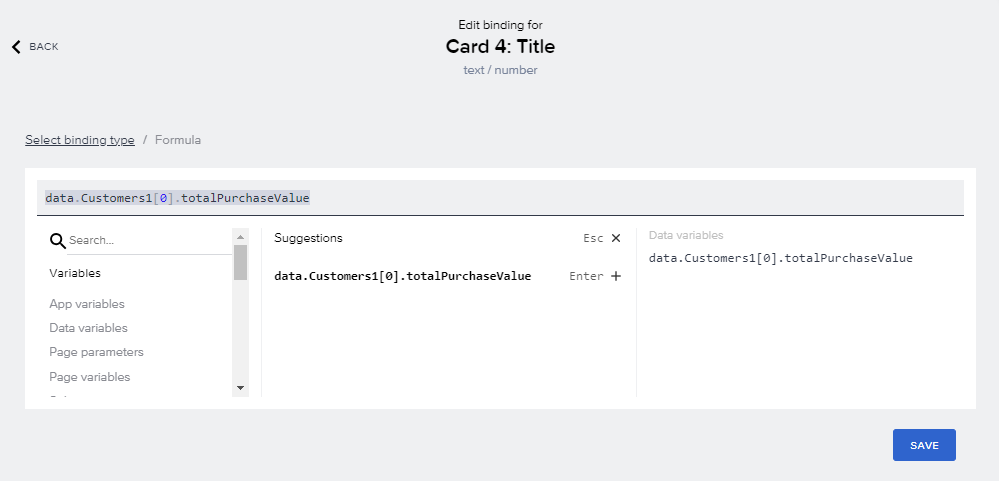 Edit binding for
BACK
Card 4: Title
text / number
Select binding type / Formula
data.Customers1[0].totalPurchaseValue
Search...
Variables
App variables
Data variables
Page parameters
Page variables
Suggestions
Esc ×
data.Customers1[0].totalPurchaseValue
Enter +
Data variables
data.Customers1[0].totalPurchaseValue
SAVE